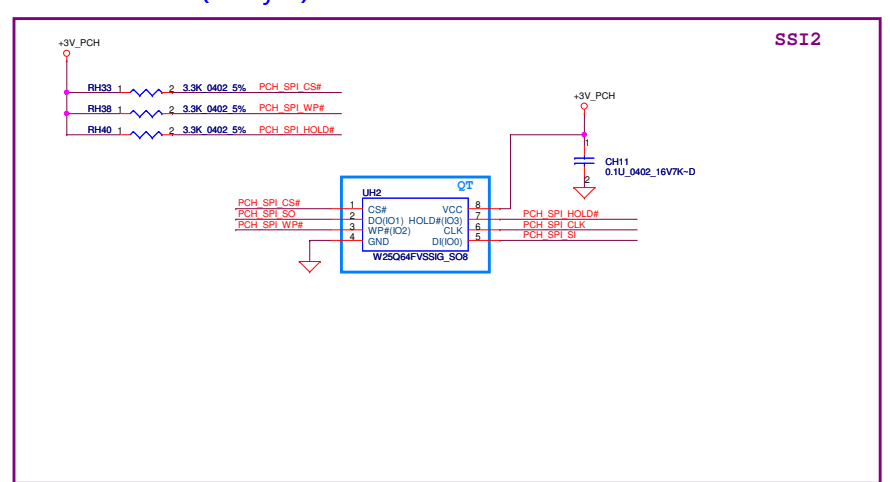 SSI2
+3V_PCH
RH33 1 2 3.3K_0402_5% PCH_SPI_CS#
RH38 1 2 3.3K_0402_5% PCH_SPI_WP#
RH40 1 2 3.3K_0402_5% PCH_SPI_HOLD#
+3V_PCH
1
CH11
0.1U_0402_16V7K~D
2
QT
UH2
PCH_SPI_CS# 1 CS# VCC 8
PCH_SPI_SO 2 DO(IO1) HOLD#(IO3) 7 PCH_SPI_HOLD#
PCH_SPI_WP# 3 WP#(IO2) CLK 6 PCH_SPI_CLK
4 GND DI(IO0) 5 PCH_SPI_SI
W25Q64FVSSIG_SO8